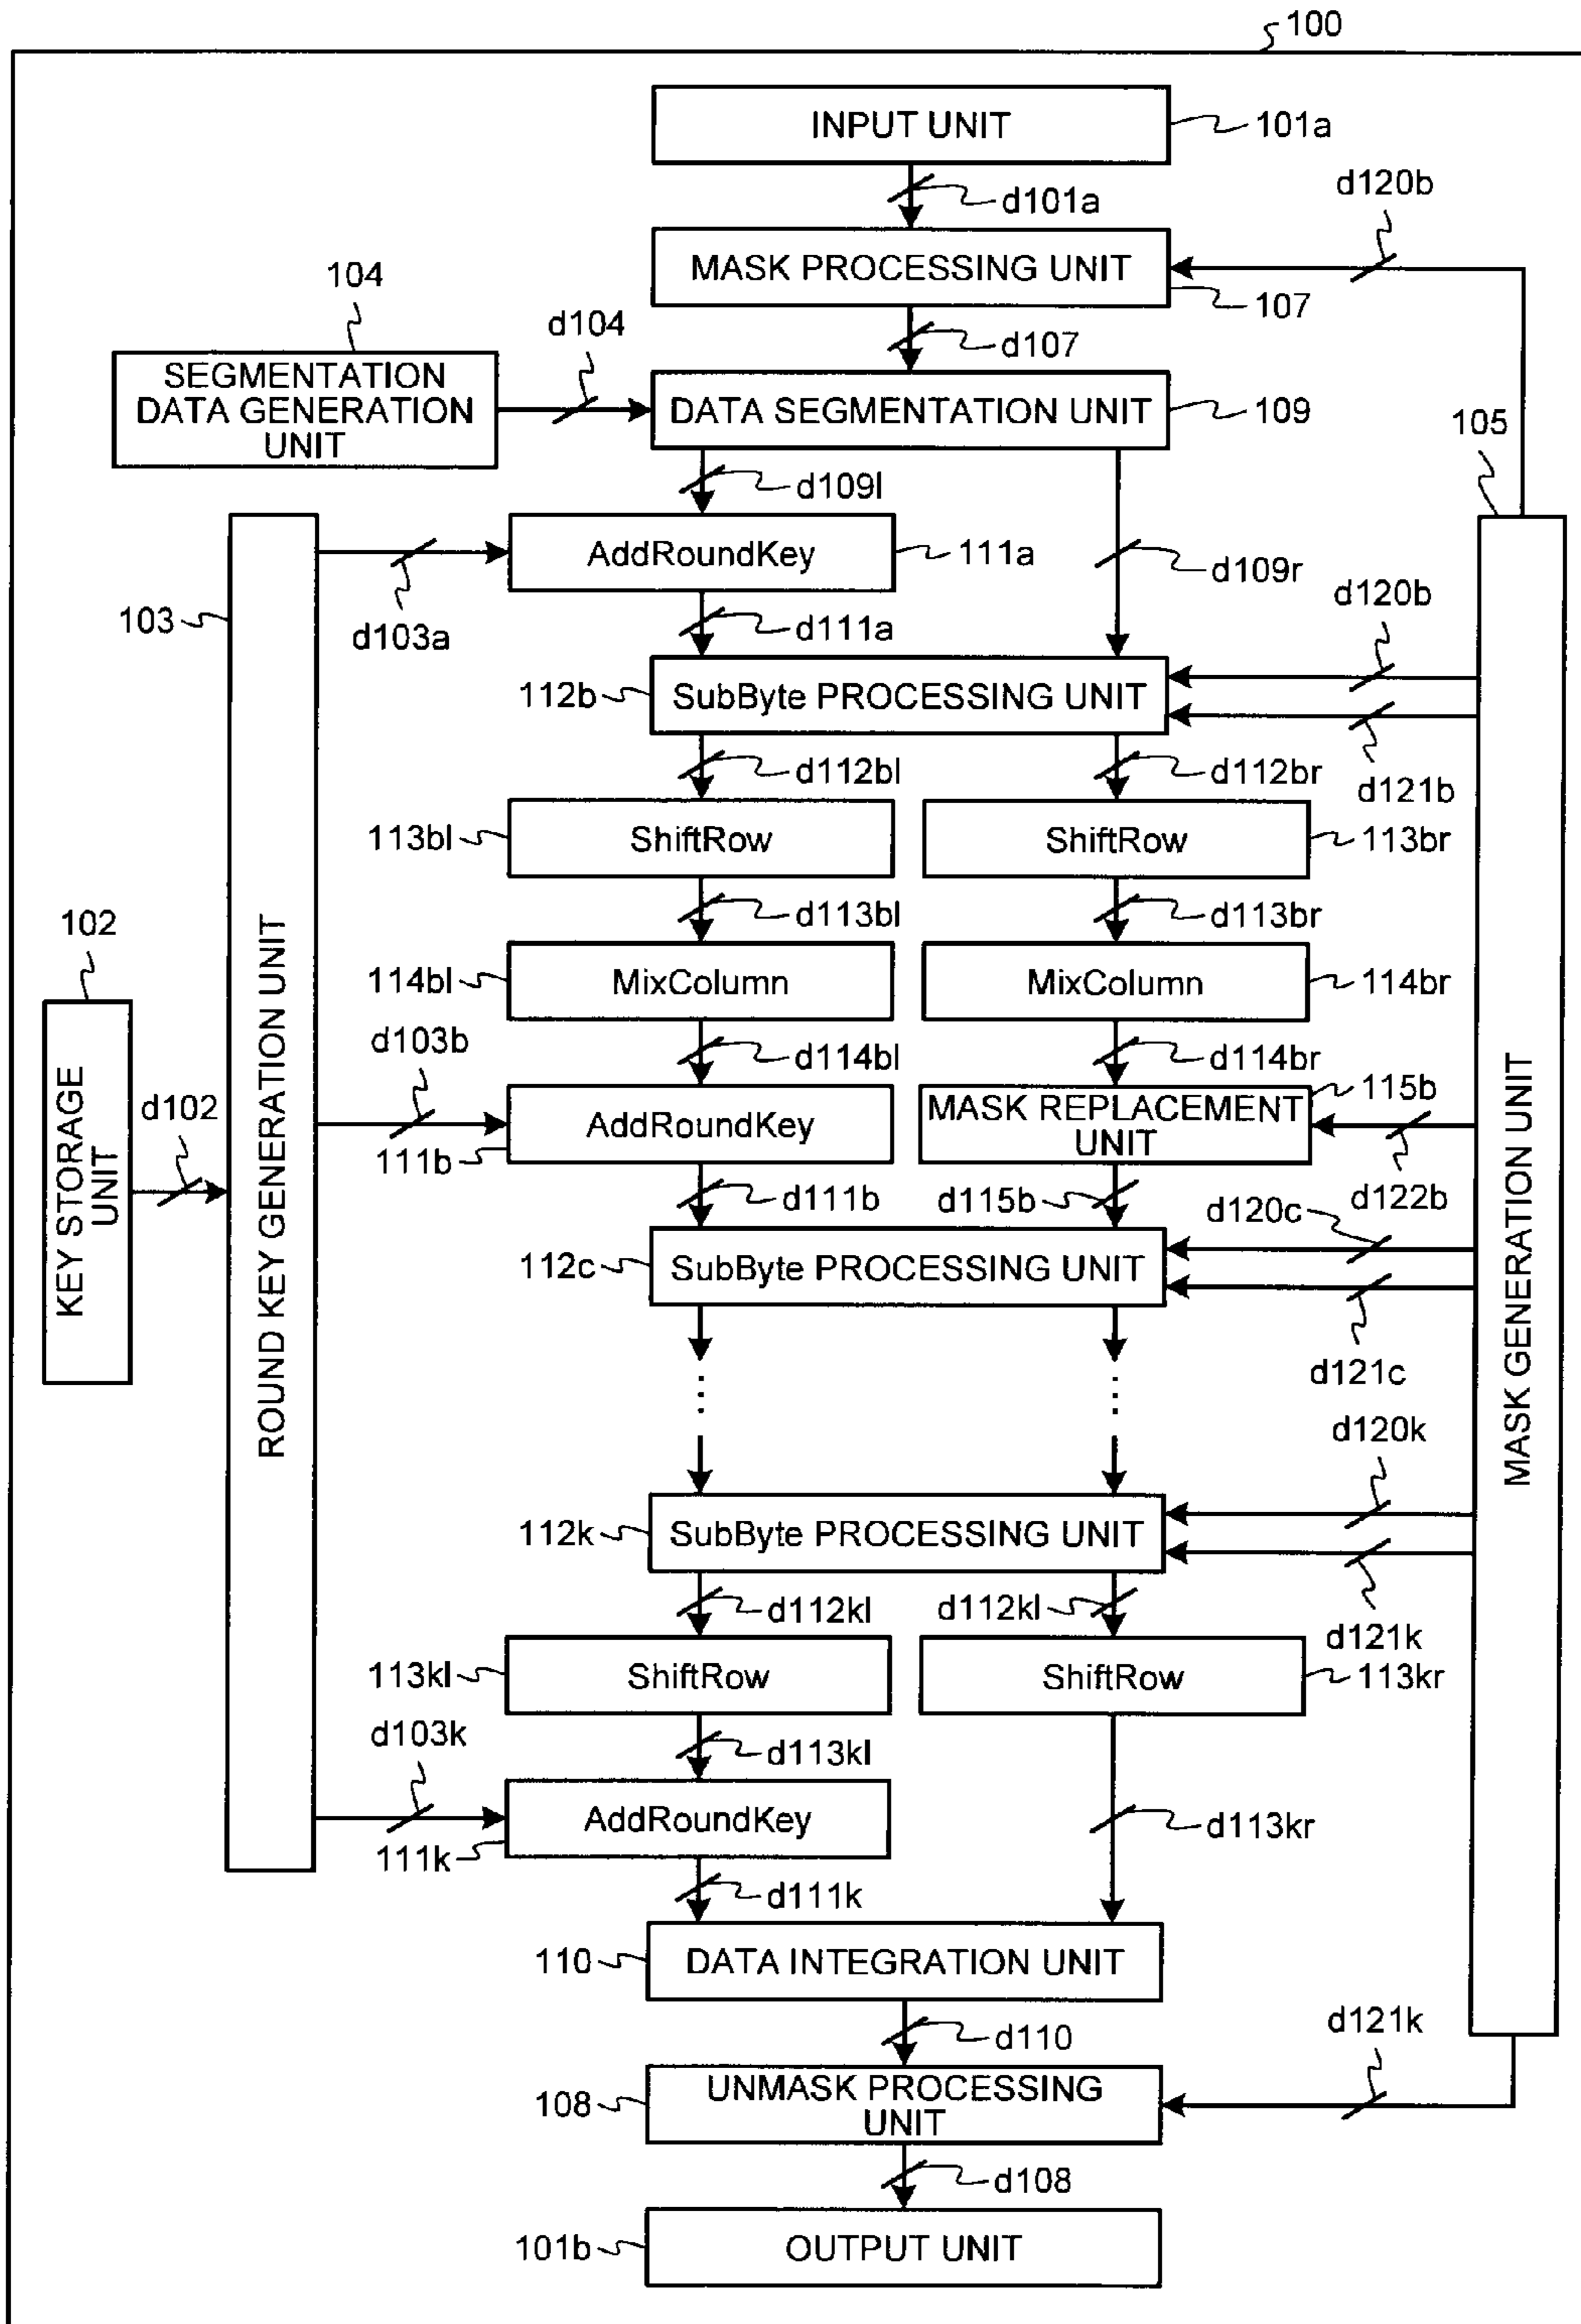 100
INPUT UNIT
101a
d101a
d120b
MASK PROCESSING UNIT
107
104
d104
d107
SEGMENTATION
DATA GENERATION
UNIT
DATA SEGMENTATION UNIT
109
105
d109l
AddRoundKey
111a
d109r
103
d103a
d111a
d120b
112b
SubByte PROCESSING UNIT
d112bl
d112br
d121b
113bl
ShiftRow
ShiftRow
113br
d113bl
d113br
102
114bl
MixColumn
MixColumn
114br
d103b
d114bl
d114br
KEY STORAGE
UNIT
d102
ROUND KEY GENERATION UNIT
MASK GENERATION UNIT
AddRoundKey
111b
MASK REPLACEMENT
UNIT
115b
d111b
d115b
d120c
d122b
112c
SubByte PROCESSING UNIT
d121c
...
...
d120k
112k
SubByte PROCESSING UNIT
d112kl
d112kl
d121k
113kl
ShiftRow
ShiftRow
113kr
d103k
d113kl
AddRoundKey
111k
d113kr
d111k
110
DATA INTEGRATION UNIT
d110
d121k
108
UNMASK PROCESSING
UNIT
d108
101b
OUTPUT UNIT